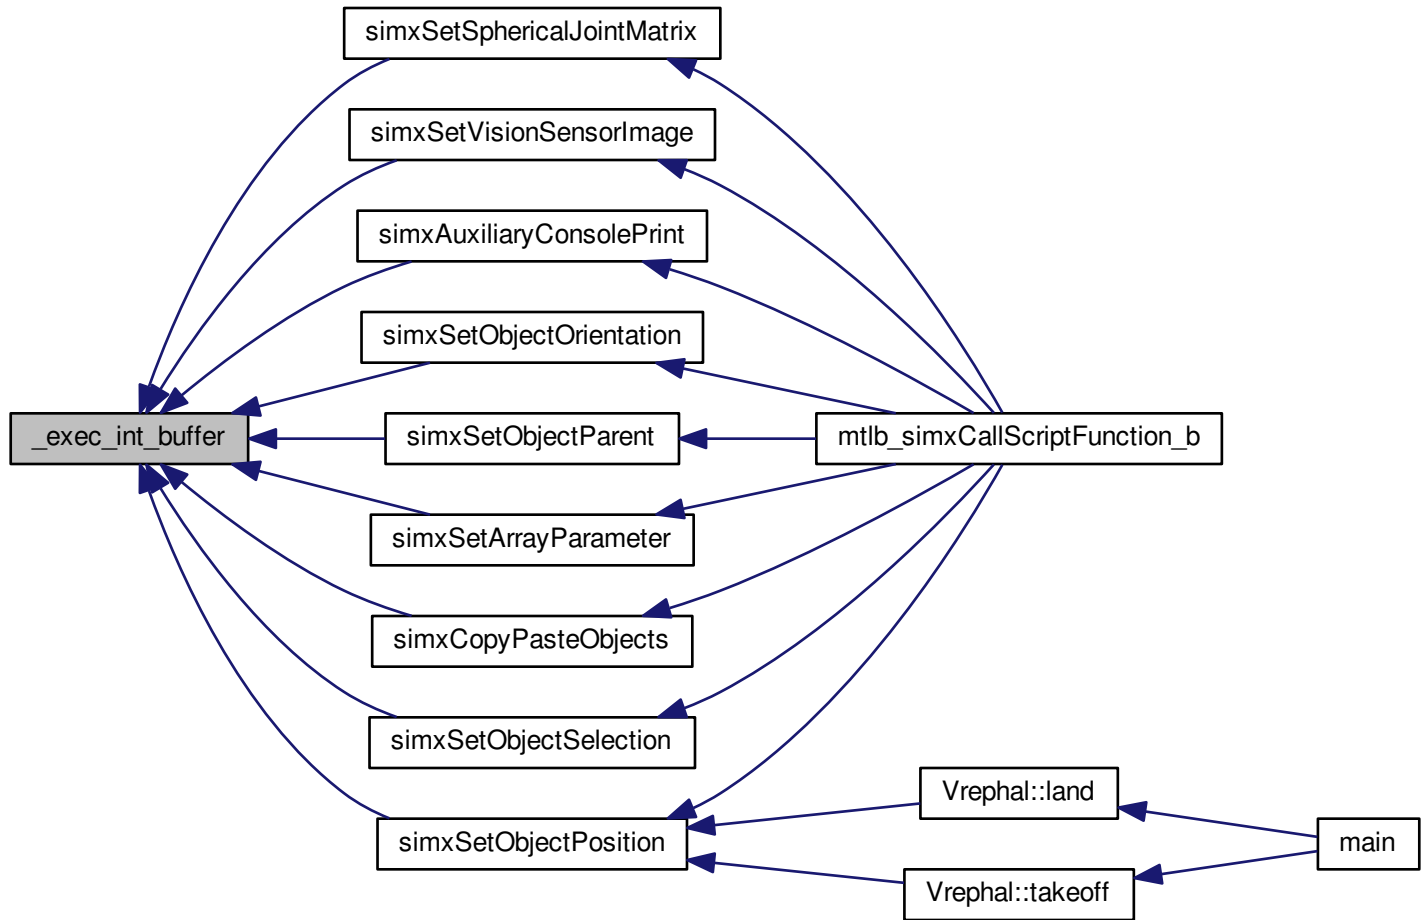 simxSetSphericalJointMatrix
simxSetVisionSensorImage
simxAuxiliaryConsolePrint
simxSetObjectOrientation
_exec_int_buffer
simxSetObjectParent
mtlb_simxCallScriptFunction_b
simxSetArrayParameter
simxCopyPasteObjects
simxSetObjectSelection
Vrephal::land
simxSetObjectPosition
main
Vrephal::takeoff